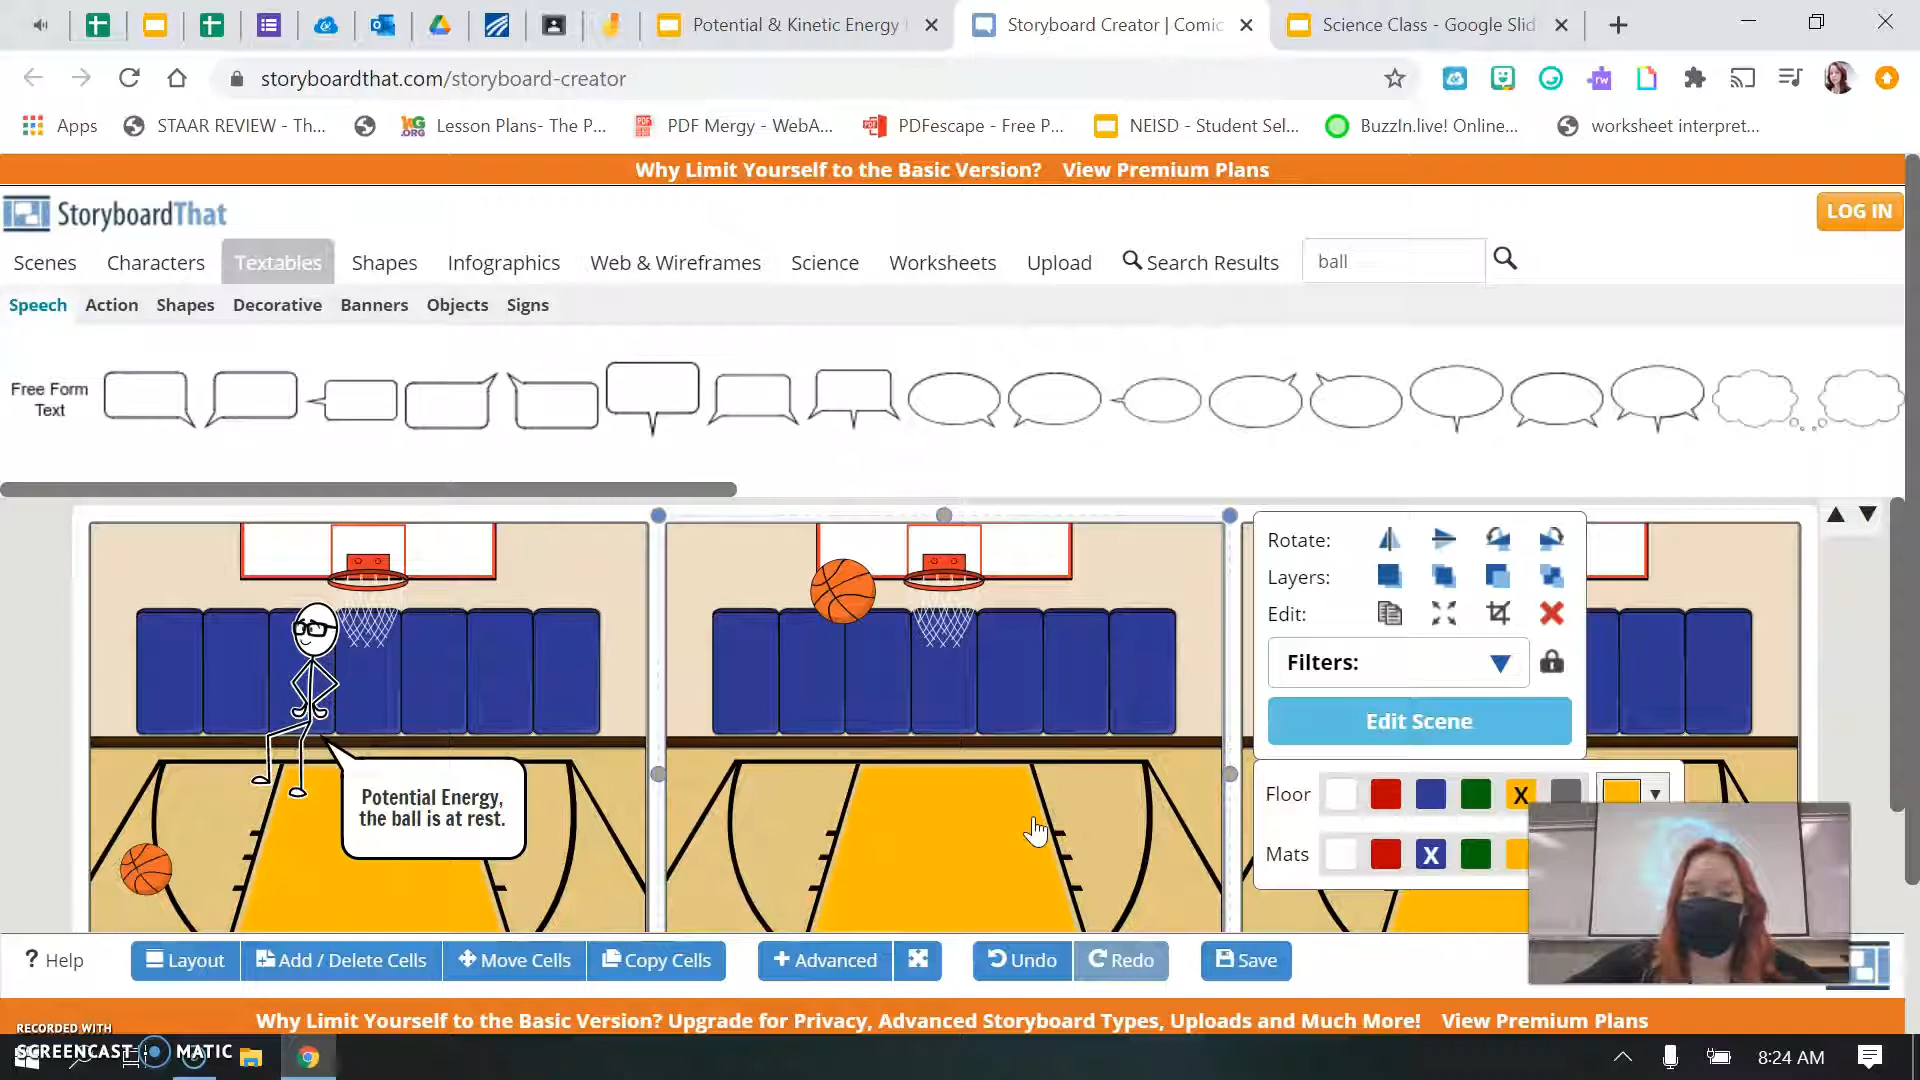 Potential & Kinetic Energy
Storyboard Creator | Comic
Science Class - Google Slid
storyboardthat.com/storyboard-creator
Apps
STAAR REVIEW - Th...
Lesson Plans- The P...
PDF Mergy - WebA...
PDFescape - Free P...
NEISD - Student Sel...
BuzzIn.live! Online...
worksheet interpret...
Why Limit Yourself to the Basic Version? View Premium Plans
StoryboardThat
LOG IN
Scenes Characters Textables Shapes Infographics Web & Wireframes Science Worksheets Upload Search Results ball
Speech Action Shapes Decorative Banners Objects Signs
Free Form
Text
Rotate:
Layers:
Edit:
Filters:
Edit Scene
Floor X
Mats X
Potential Energy,
the ball is at rest.
? Help Layout Add / Delete Cells Move Cells Copy Cells + Advanced Undo Redo Save
Why Limit Yourself to the Basic Version? Upgrade for Privacy, Advanced Storyboard Types, Uploads and Much More! View Premium Plans
RECORDED WITH
SCREENCAST MATIC
8:24 AM